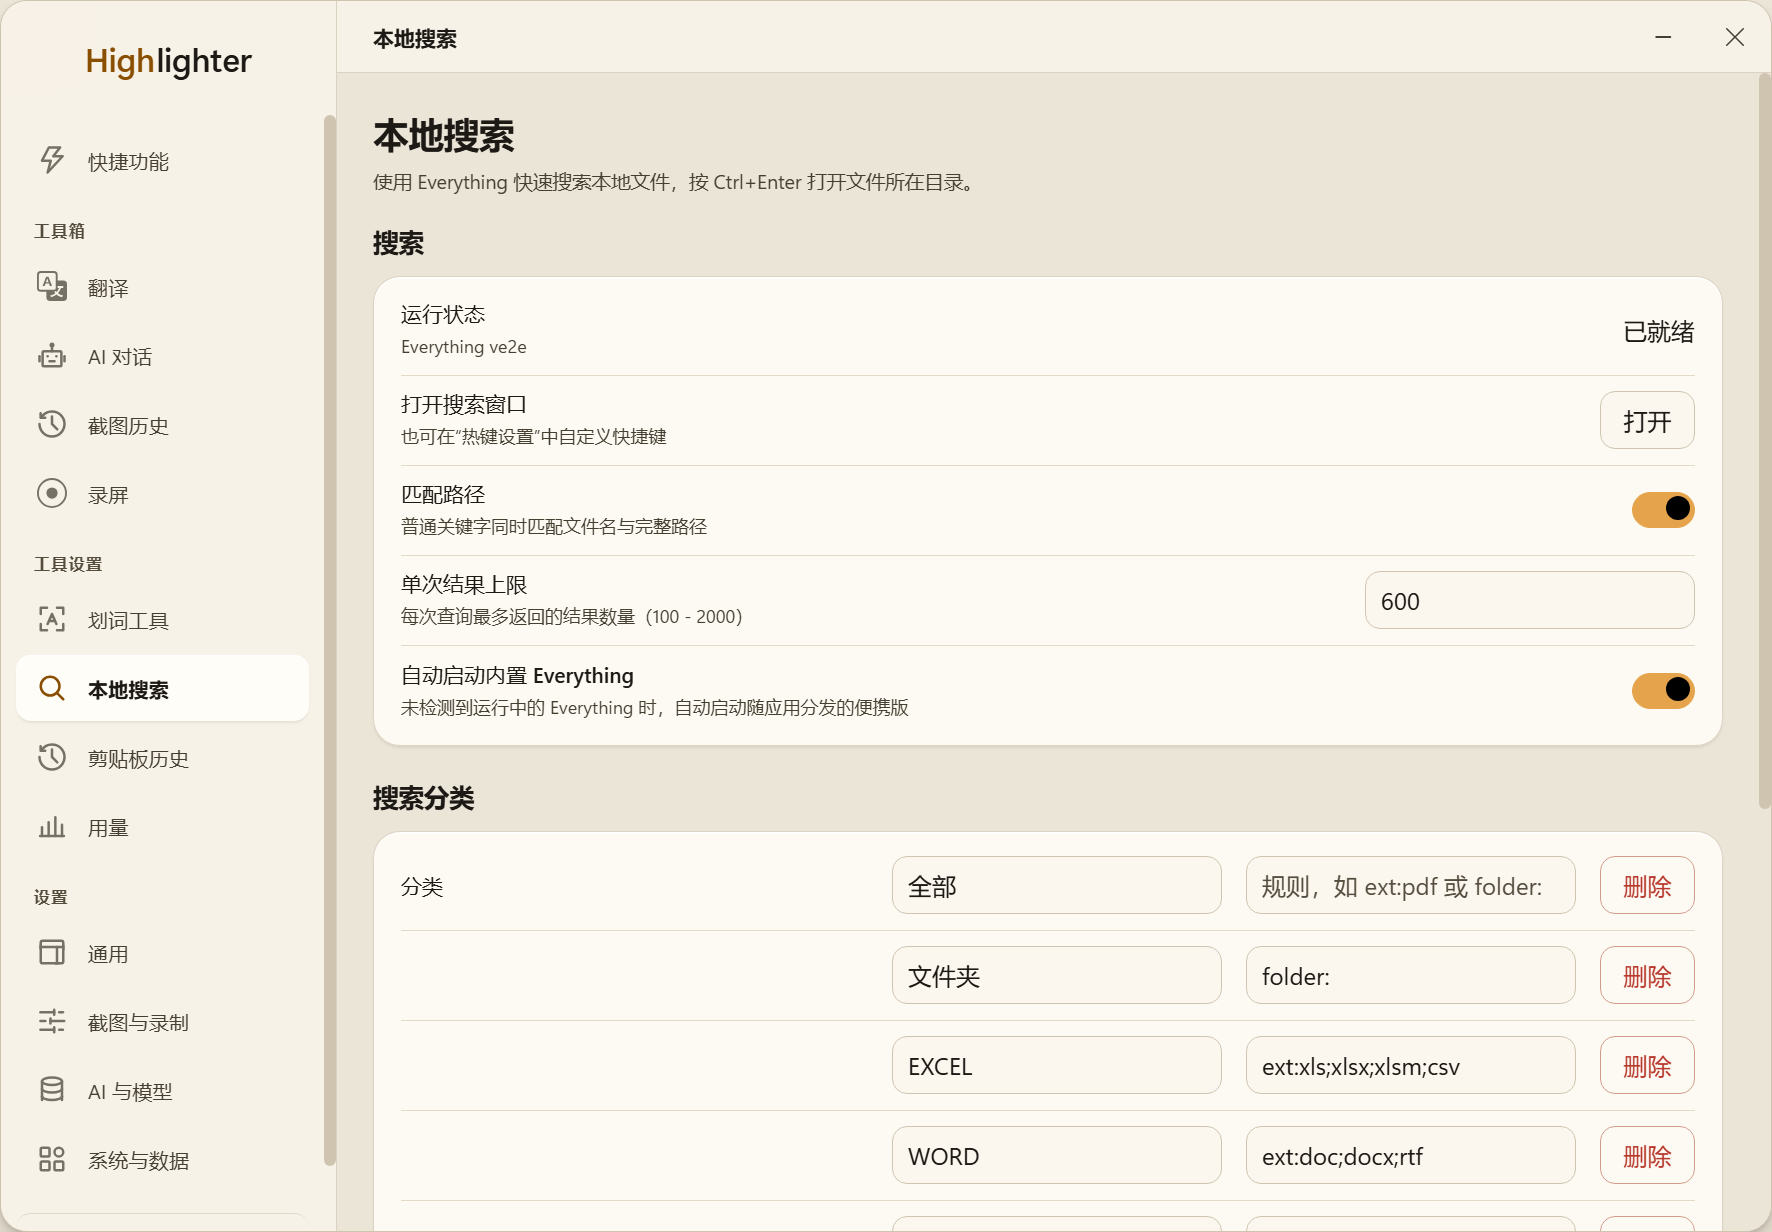 Highlighter
快捷功能
工具箱
翻译
AI 对话
截图历史
录屏
工具设置
划词工具
本地搜索
剪贴板历史
用量
设置
通用
截图与录制
AI 与模型
系统与数据
本地搜索
本地搜索
使用 Everything 快速搜索本地文件，按 Ctrl+Enter 打开文件所在目录。
搜索
运行状态
Everything ve2e
已就绪
打开搜索窗口
也可在“热键设置”中自定义快捷键
打开
匹配路径
普通关键字同时匹配文件名与完整路径
单次结果上限
每次查询最多返回的结果数量（100 - 2000）
600
自动启动内置 Everything
未检测到运行中的 Everything 时，自动启动随应用分发的便携版
搜索分类
分类 全部 规则，如 ext:pdf 或 folder: 删除
文件夹 folder: 删除
EXCEL ext:xls;xlsx;xlsm;csv 删除
WORD ext:doc;docx;rtf 删除